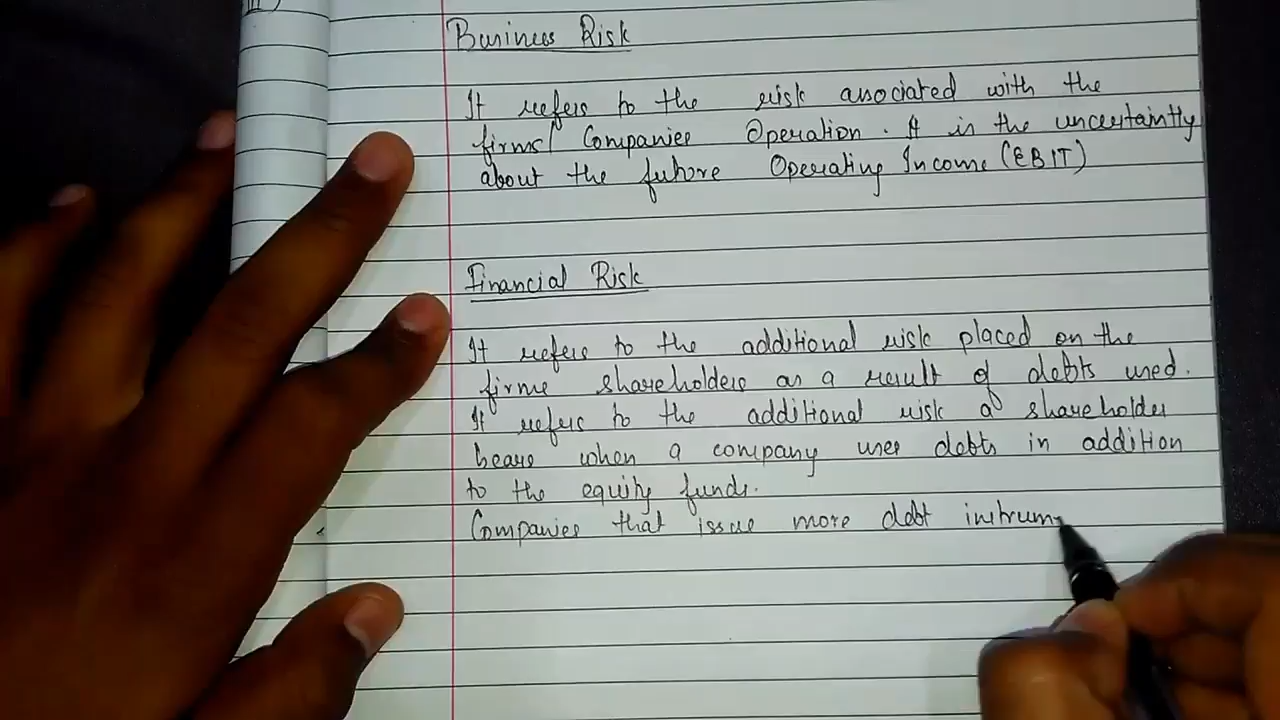 Business Risk
It refers to the risk associated with the
firms/ Companies Operation. It is the uncertaintly
about the future Operating Income (EBIT)
Financial Risk
It refers to the additional risk placed on the
firms shareholders as a result of debts used.
It refers to the additional risk a shareholder
bears when a company uses debts in addition
to the equity funds.
Companies that issue more debt instrum